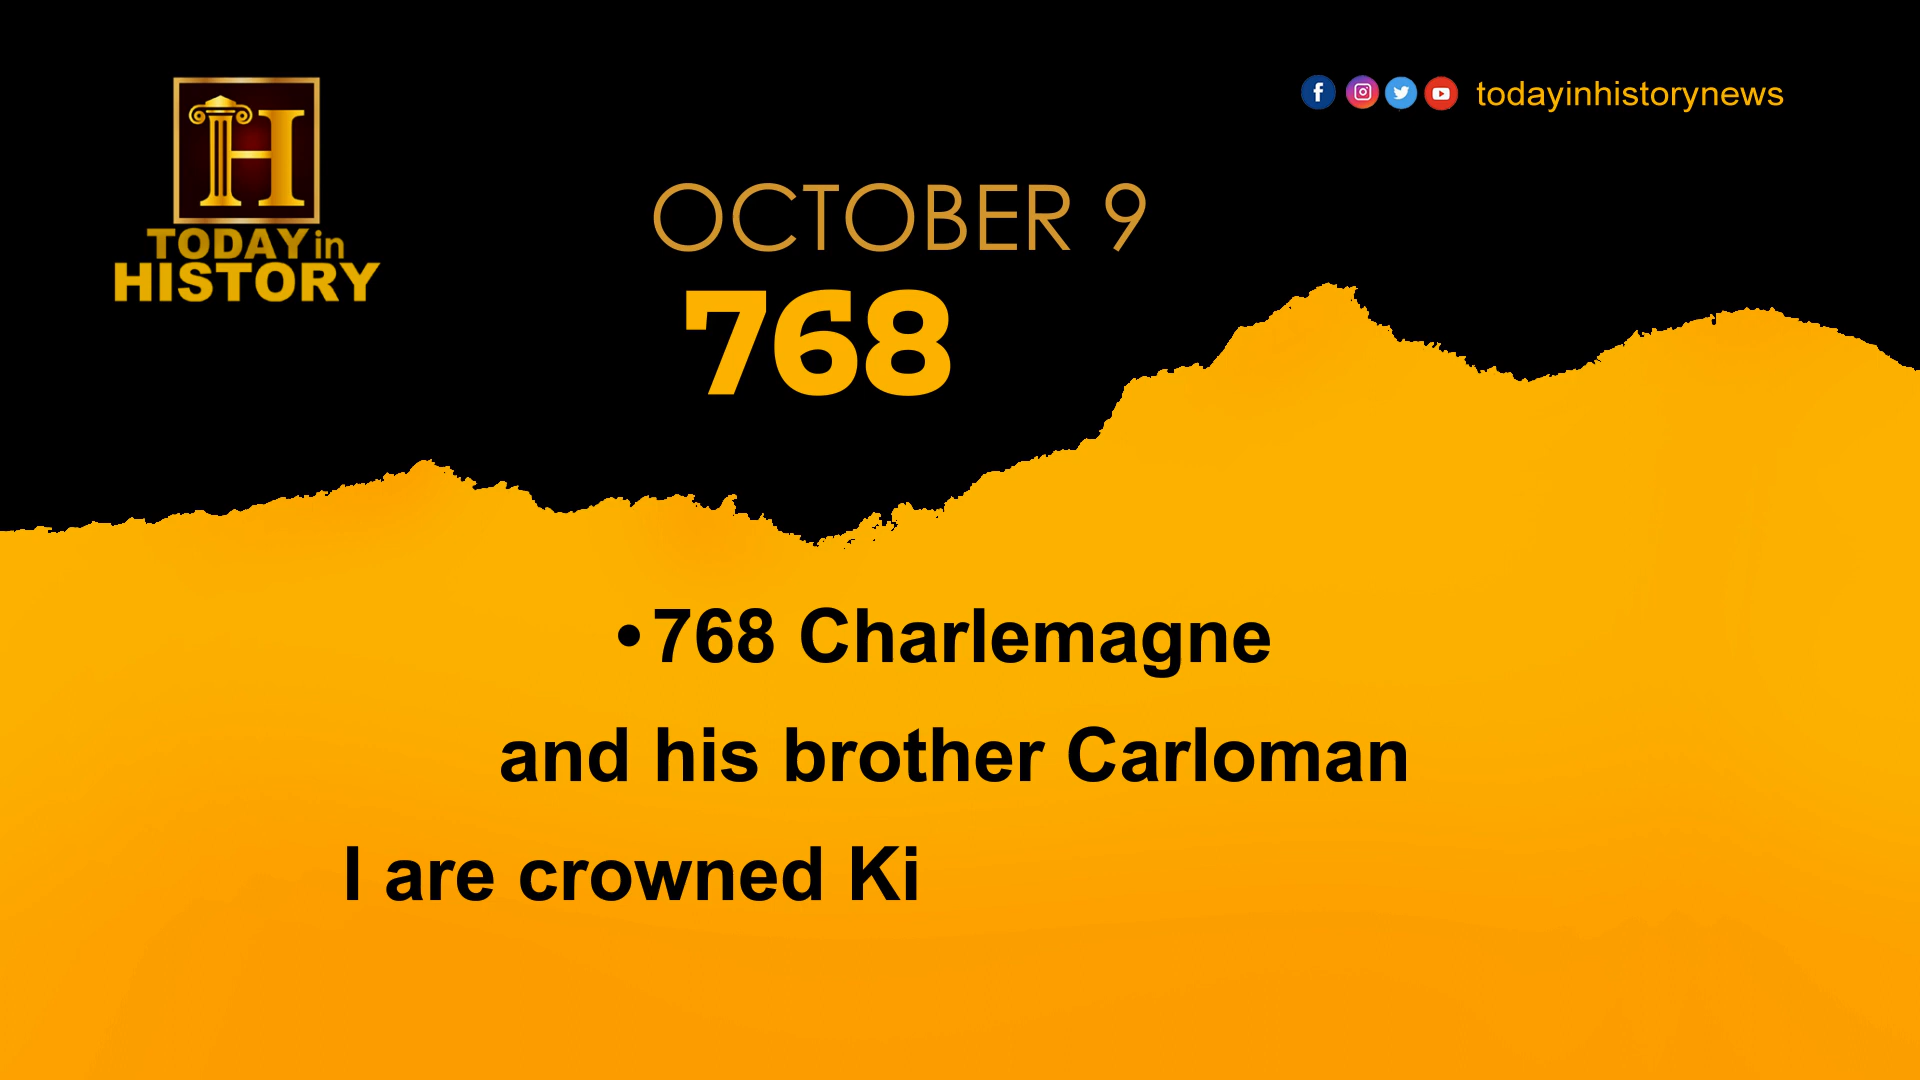 H
TODAY in
HISTORY
todayinhistorynews
OCTOBER 9
768
•768 Charlemagne
and his brother Carloman
I are crowned Ki